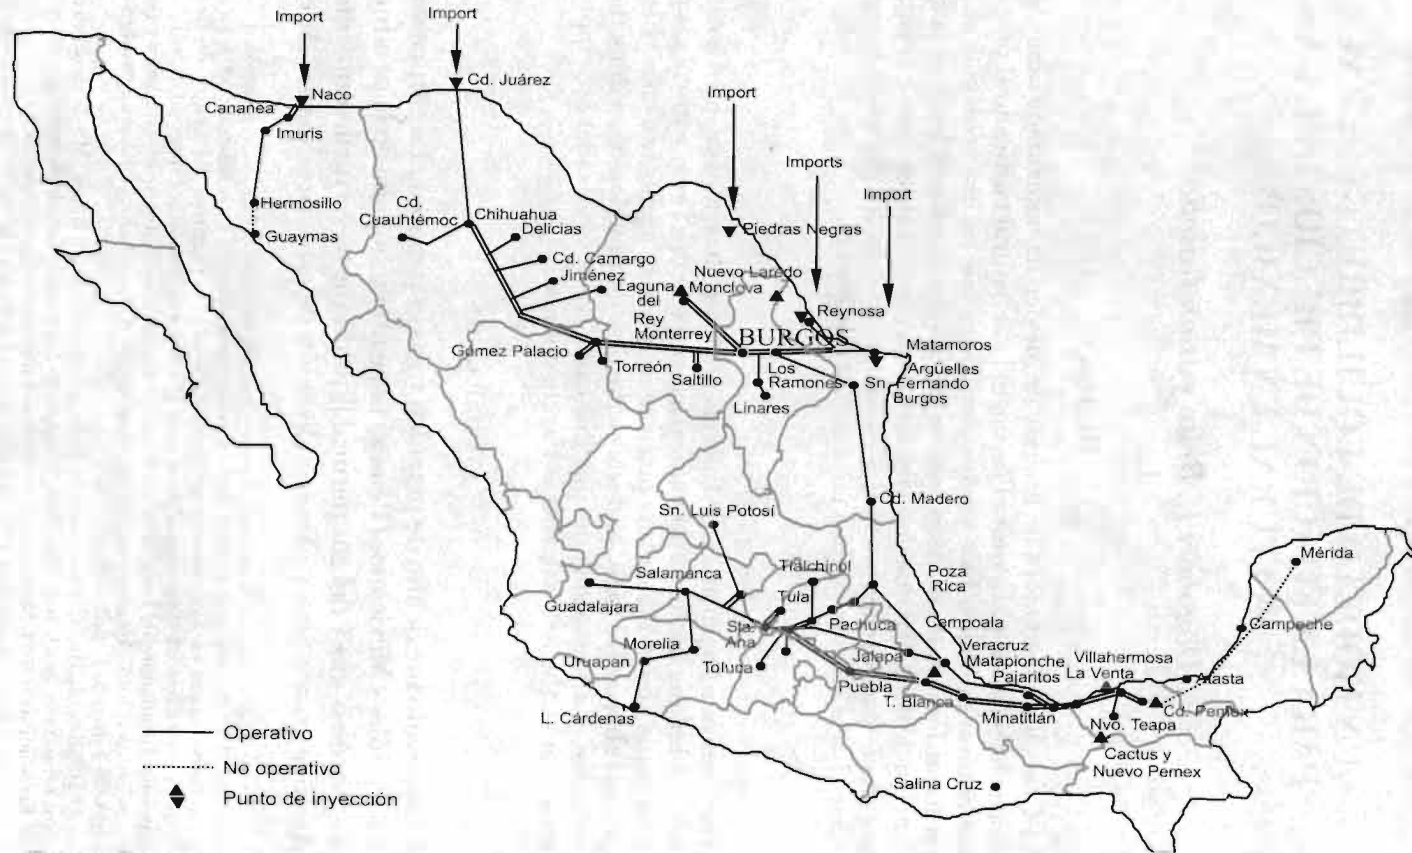 Import
Import
Import
Imports
Import
Naco
Cd. Juárez
Cananea
Imuris
Hermosillo
Guaymas
Cd.
Cuauhtémoc
Chihuahua
Delicias
Cd. Camargo
Jiménez
Laguna
del
Rey
Piedras Negras
Nuevo Laredo
Monclova
Reynosa
Monterrey
BURGOS
Matamoros
Argüelles
Gómez Palacio
Torreón
Saltillo
Los
Ramones
Linares
Sn. Fernando
Burgos
Cd. Madero
Sn. Luis Potosí
Tlalchinol
Salamanca
Tula
Poza
Rica
Guadalajara
Sta.
Ana
Pachuca
Cempoala
Morelia
Uruapan
Toluca
Jalapa
Veracruz
Matapionche
Pajaritos
Villahermosa
La Venta
Puebla
T. Blanca
Minatitlán
Atasta
Cd. Pemex
Nvo. Teapa
Cactus y
Nuevo Pemex
Mérida
Campeche
L. Cárdenas
Salina Cruz
Operativo
No operativo
Punto de inyección